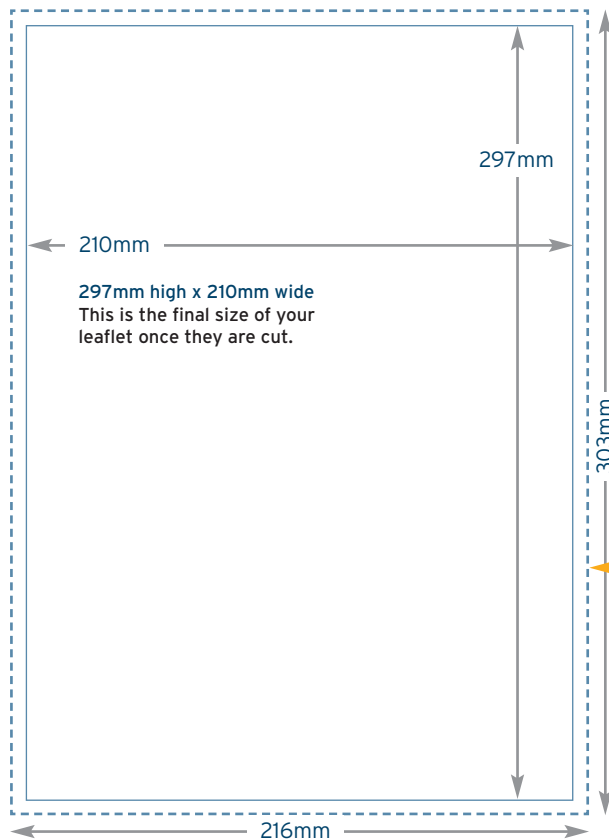 297mm
210mm
297mm high x 210mm wide
This is the final size of your
leaflet once they are cut.
303mm
216mm